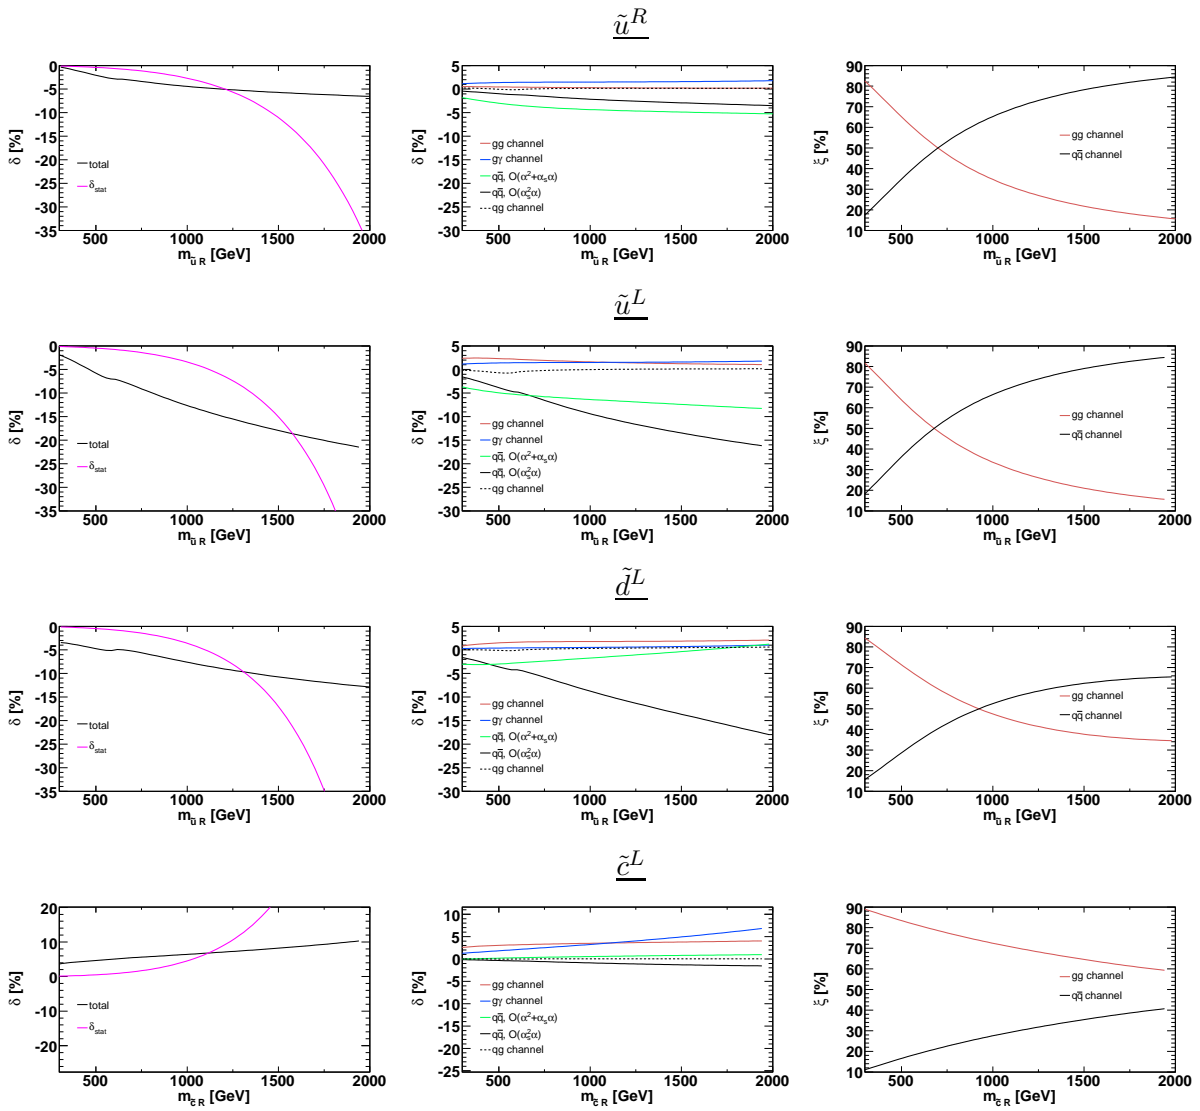 ũ^R
δ [%]
0
-5
-10
-15
-20
-25
-30
-35
total
δ_stat
500 1000 1500 2000
m_ũ R [GeV]
δ [%]
5
0
-5
-10
-15
-20
-25
-30
gg channel
gγ channel
qq̄, O(α²+α_sα)
qq̄, O(α_s²α)
qg channel
500 1000 1500 2000
m_ũ R [GeV]
ξ [%]
90
80
70
60
50
40
30
20
10
gg channel
qq̄ channel
500 1000 1500 2000
m_ũ R [GeV]
ũ^L
δ [%]
0
-5
-10
-15
-20
-25
-30
-35
total
δ_stat
500 1000 1500 2000
m_ũ R [GeV]
δ [%]
5
0
-5
-10
-15
-20
-25
-30
gg channel
gγ channel
qq̄, O(α²+α_sα)
qq̄, O(α_s²α)
qg channel
500 1000 1500 2000
m_ũ R [GeV]
ξ [%]
90
80
70
60
50
40
30
20
10
gg channel
qq̄ channel
500 1000 1500 2000
m_ũ R [GeV]
d̃^L
δ [%]
0
-5
-10
-15
-20
-25
-30
-35
total
δ_stat
500 1000 1500 2000
m_ũ R [GeV]
δ [%]
5
0
-5
-10
-15
-20
-25
-30
gg channel
gγ channel
qq̄, O(α²+α_sα)
qq̄, O(α_s²α)
qg channel
500 1000 1500 2000
m_ũ R [GeV]
ξ [%]
90
80
70
60
50
40
30
20
10
gg channel
qq̄ channel
500 1000 1500 2000
m_ũ R [GeV]
c̃^L
δ [%]
20
10
0
-10
-20
total
δ_stat
500 1000 1500 2000
m_c̃ R [GeV]
δ [%]
10
5
0
-5
-10
-15
-20
-25
gg channel
gγ channel
qq̄, O(α²+α_sα)
qq̄, O(α_s²α)
qg channel
500 1000 1500 2000
m_c̃ R [GeV]
ξ [%]
90
80
70
60
50
40
30
20
10
gg channel
qq̄ channel
500 1000 1500 2000
m_c̃ R [GeV]